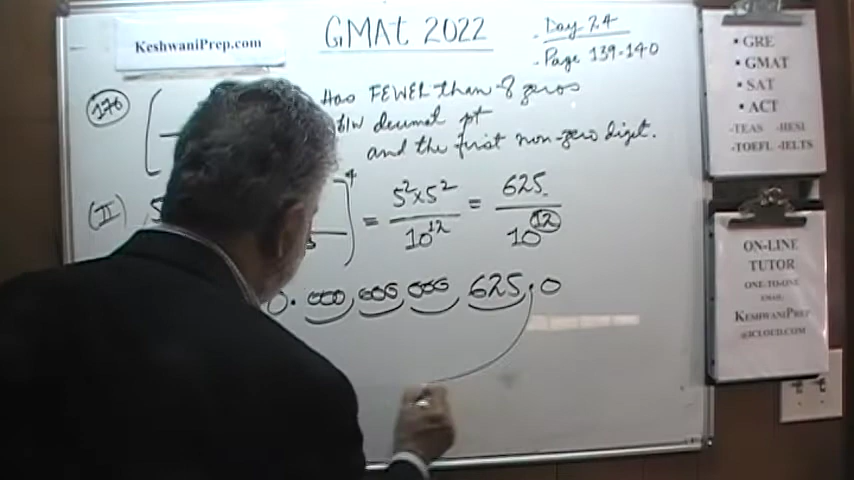 KeshwaniPrep.com
GMAt 2022
- Day 24
- Page 139-140
176
Has FEWER than 8 zeros
b/w decimal pt
and the first non-zero digit.
(II) 5
4
= 5²x5² / 10¹² = 625 / 10¹²
0.000 000 000 625.0
• GRE
• GMAT
• SAT
• ACT
-TEAS -HESI
-TOEFL -IELTS
ON-LINE
TUTOR
ONE-TO-ONE
EMAIL:
KESHWANIPREP
@ICLOUD.COM